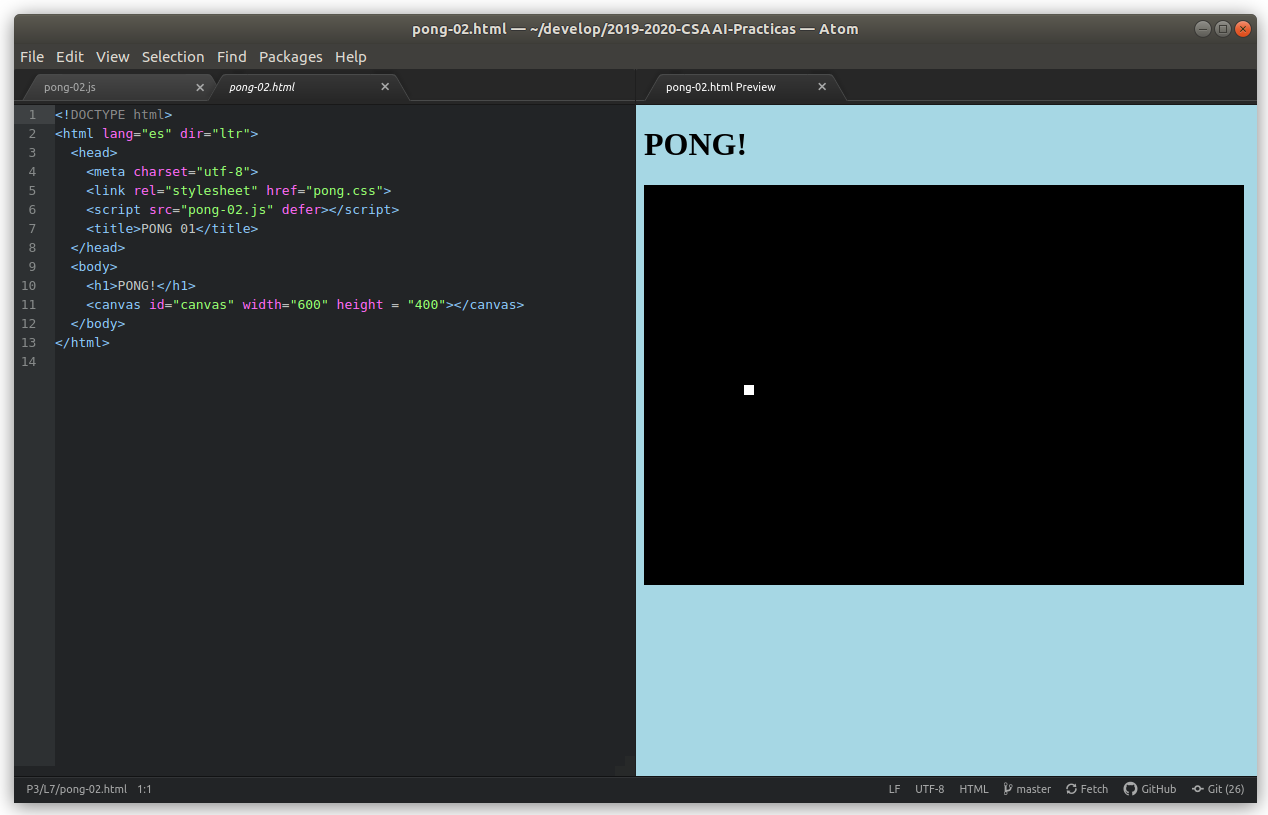 pong-02.html — ~/develop/2019-2020-CSAAI-Practicas — Atom
File Edit View Selection Find Packages Help
pong-02.js
pong-02.html
pong-02.html Preview
1 <!DOCTYPE html>
2 <html lang="es" dir="ltr">
3 <head>
4 <meta charset="utf-8">
5 <link rel="stylesheet" href="pong.css">
6 <script src="pong-02.js" defer></script>
7 <title>PONG 01</title>
8 </head>
9 <body>
10 <h1>PONG!</h1>
11 <canvas id="canvas" width="600" height = "400"></canvas>
12 </body>
13 </html>
14
PONG!
P3/L7/pong-02.html 1:1
LF UTF-8 HTML master Fetch GitHub Git (26)